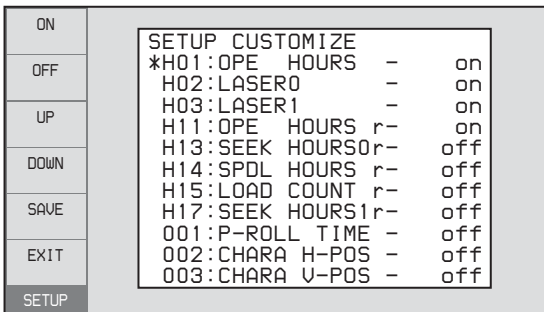 ON
OFF
UP
DOWN
SAVE
EXIT
SETUP
SETUP CUSTOMIZE
*H01:OPE HOURS - on
H02:LASER0 - on
H03:LASER1 - on
H11:OPE HOURS r- on
H13:SEEK HOURS0r- off
H14:SPDL HOURS r- off
H15:LOAD COUNT r- off
H17:SEEK HOURS1r- off
001:P-ROLL TIME - off
002:CHARA H-POS - off
003:CHARA V-POS - off